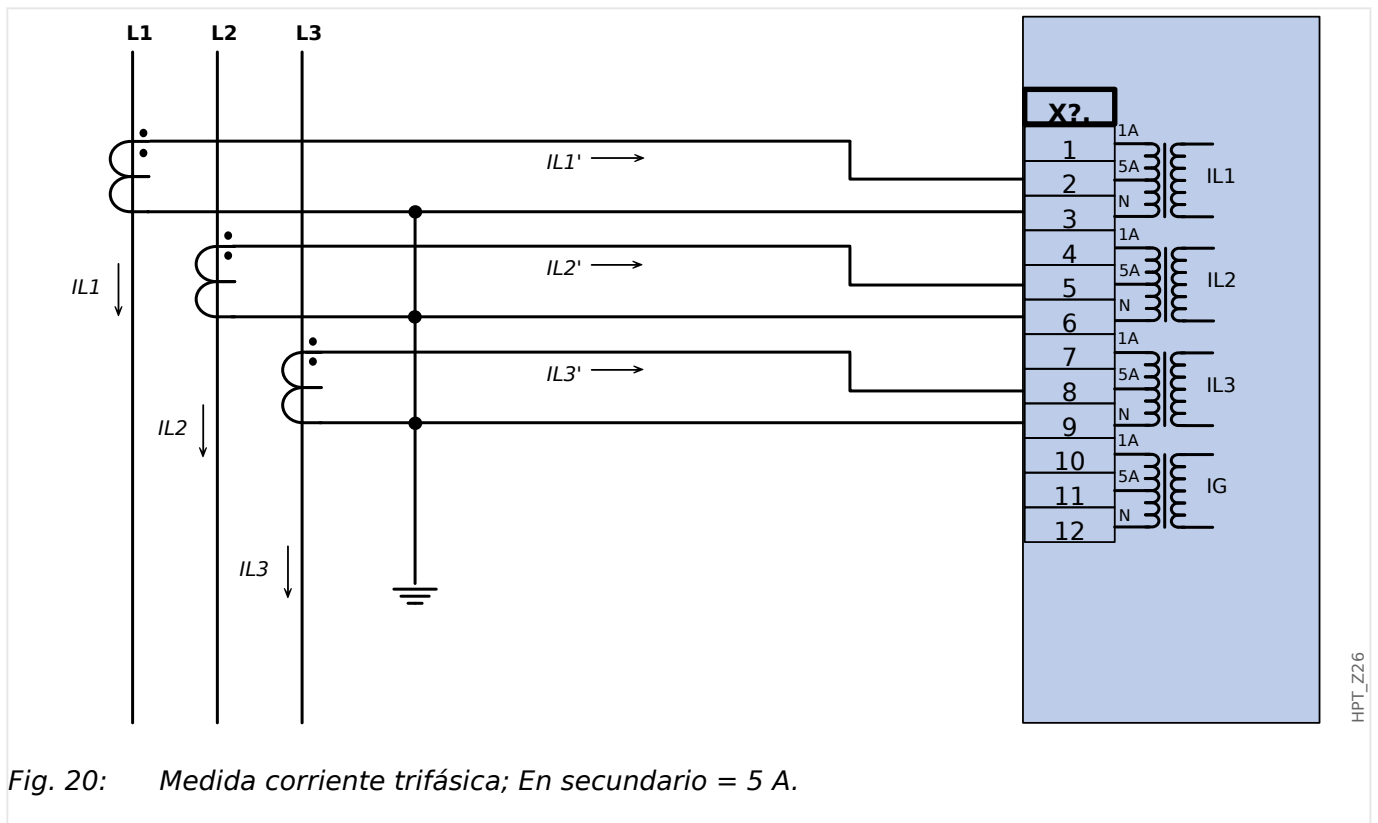 L1 L2 L3
X?.
1A
1
IL1'
5A
IL1
2
N
3
1A
4
IL2'
5A
IL2
IL1
5
N
6
1A
7
IL3'
5A
IL3
8
N
9
IL2
1A
10
5A
IG
11
N
12
IL3
HPT_Z26
Fig. 20: Medida corriente trifásica; En secundario = 5 A.